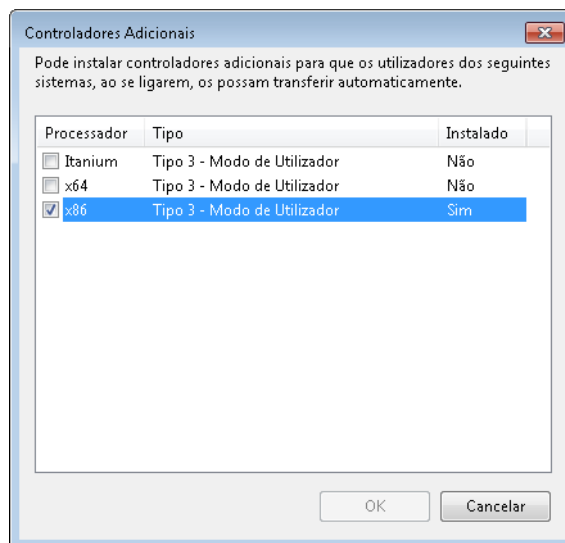 Controladores Adicionais
Pode instalar controladores adicionais para que os utilizadores dos seguintes
sistemas, ao se ligarem, os possam transferir automaticamente.
Processador Tipo Instalado
Itanium Tipo 3 - Modo de Utilizador Não
x64 Tipo 3 - Modo de Utilizador Não
x86 Tipo 3 - Modo de Utilizador Sim
OK Cancelar